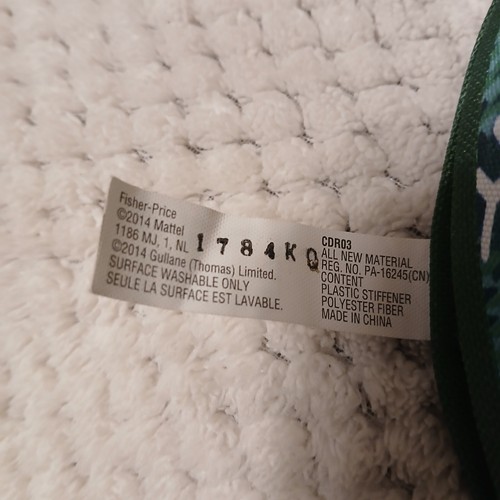 Fisher-Price
©2014 Mattel
1186 MJ, 1, NL
©2014 Gullane (Thomas) Limited.
SURFACE WASHABLE ONLY
SEULE LA SURFACE EST LAVABLE.
1784K
CDR03
ALL NEW MATERIAL
REG. NO. PA-16245(CN)
CONTENT
PLASTIC STIFFENER
POLYESTER FIBER
MADE IN CHINA